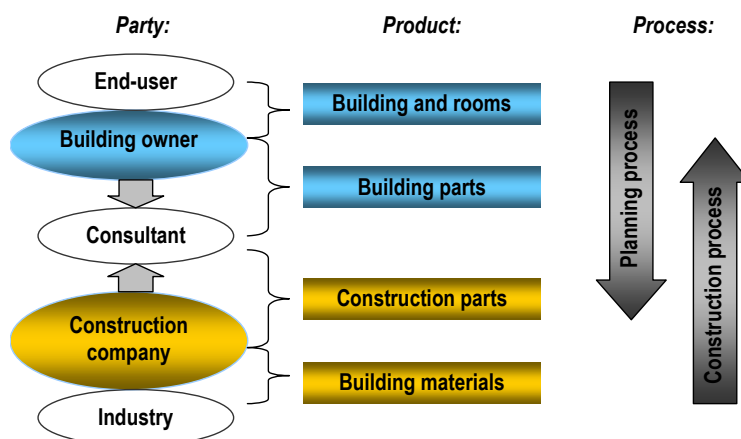 Party:
Product:
Process:
End-user
Building and rooms
Building owner
Building parts
Consultant
Construction parts
Construction
company
Building materials
Industry
Planning process
Construction process